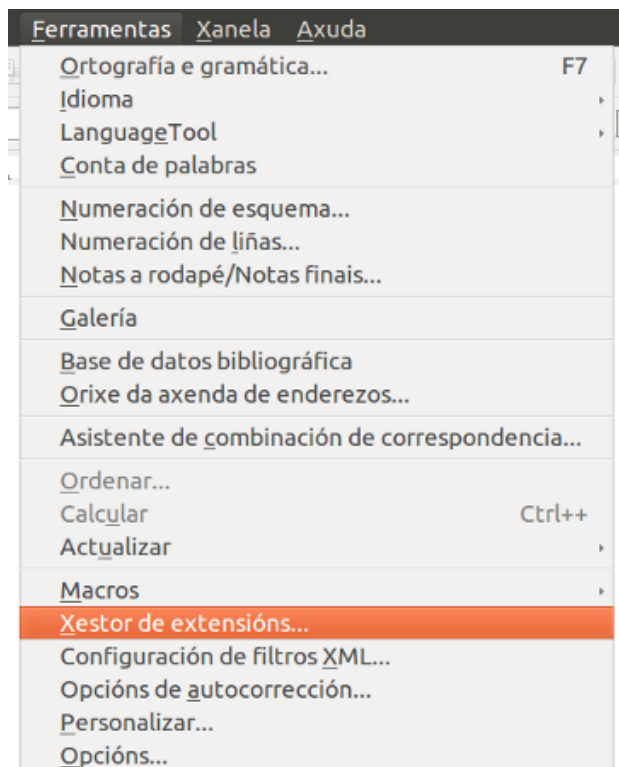 Ferramentas Xanela Axuda
Ortografía e gramática... F7
Idioma
LanguageTool
Conta de palabras
Numeración de esquema...
Numeración de liñas...
Notas a rodapé/Notas finais...
Galería
Base de datos bibliográfica
Orixe da axenda de enderezos...
Asistente de combinación de correspondencia...
Ordenar...
Calcular Ctrl++
Actualizar
Macros
Xestor de extensións...
Configuración de filtros XML...
Opcións de autocorrección...
Personalizar...
Opcións...